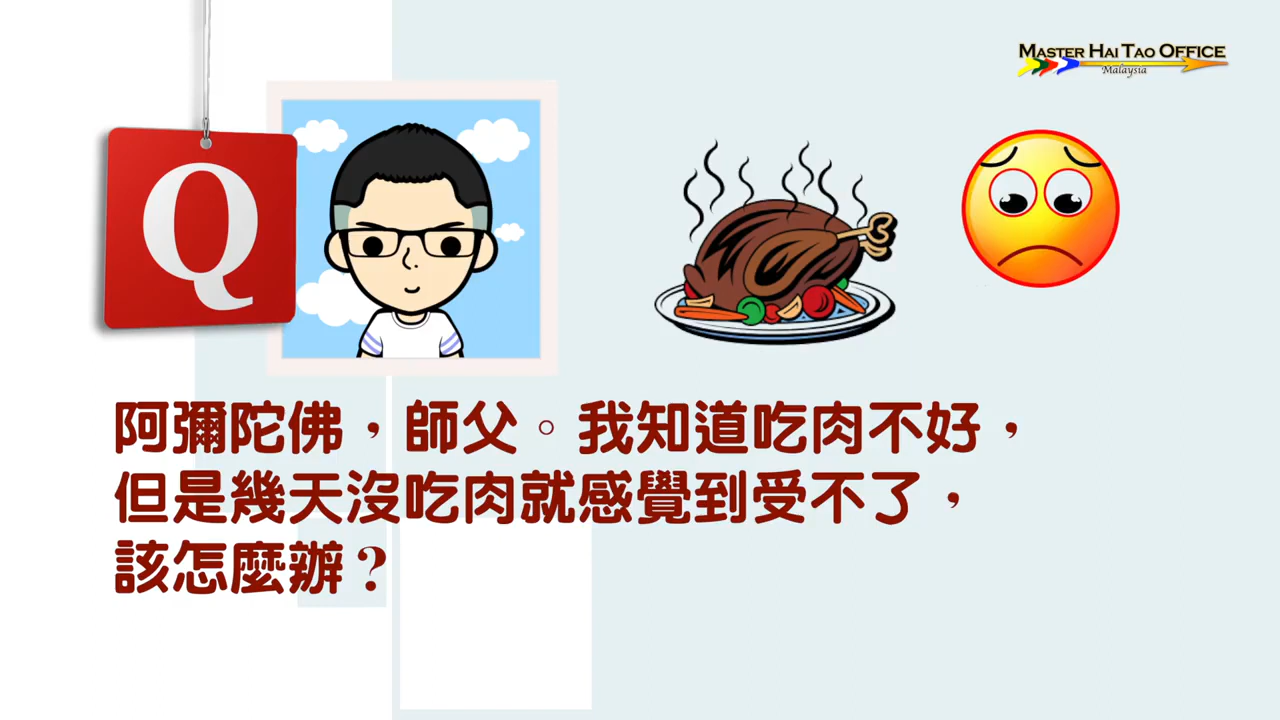 MASTER HAI TAO OFFICE
Malaysia
Q
阿彌陀佛，師父。我知道吃肉不好，
但是幾天沒吃肉就感覺到受不了，
該怎麼辦？